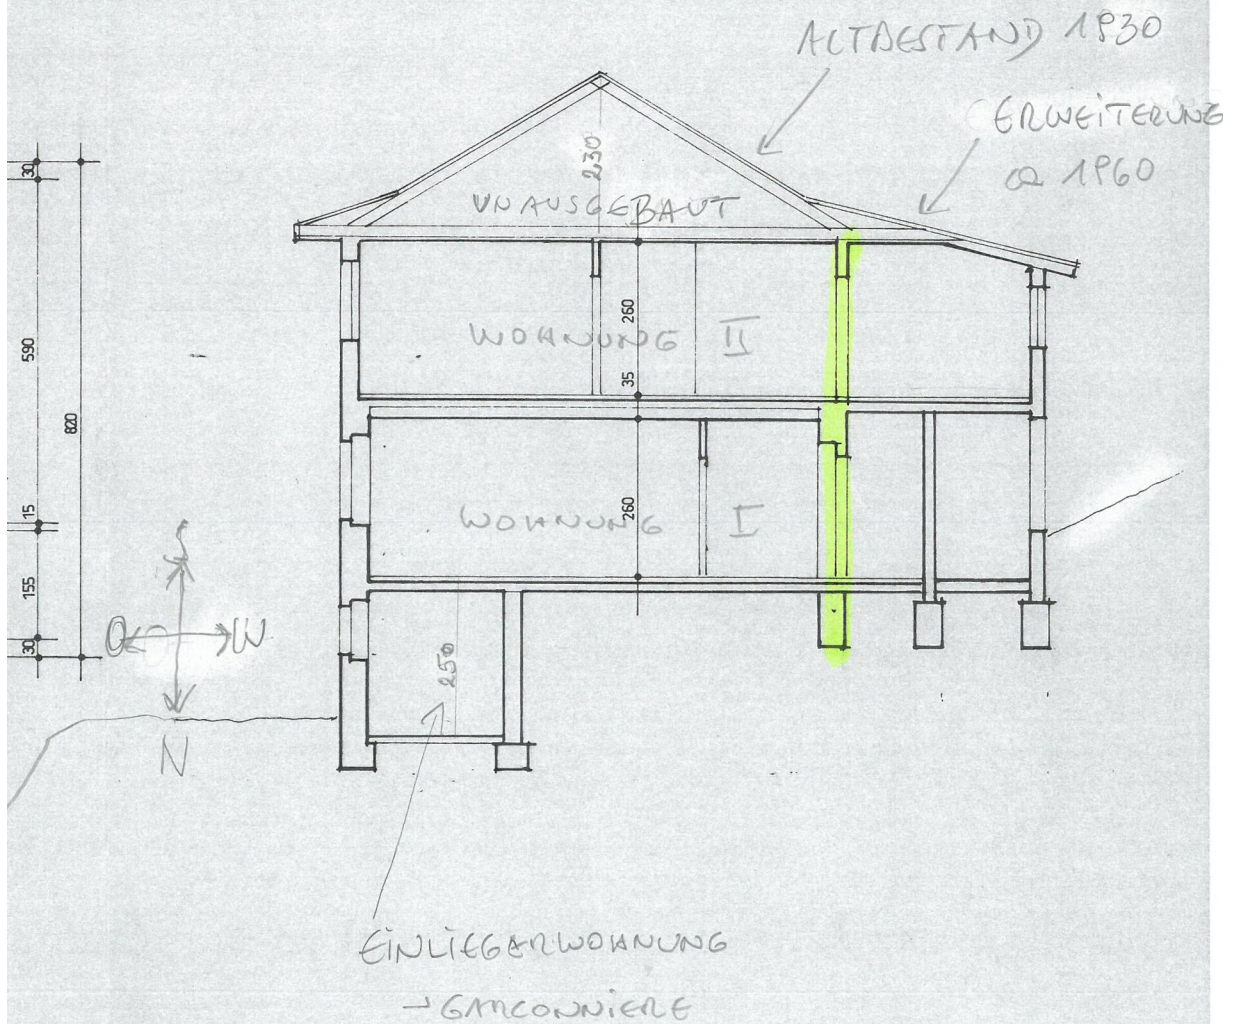 ALTBESTAND 1930
ERWEITERUNG
ca 1960
30
230
UNAUSGEBAUT
260
590
WOHNUNG II
35
820
260
WOHNUNG I
15
S
155
O
W
30
250
N
EINLIEGERWOHNUNG
→ GARCONNIERE